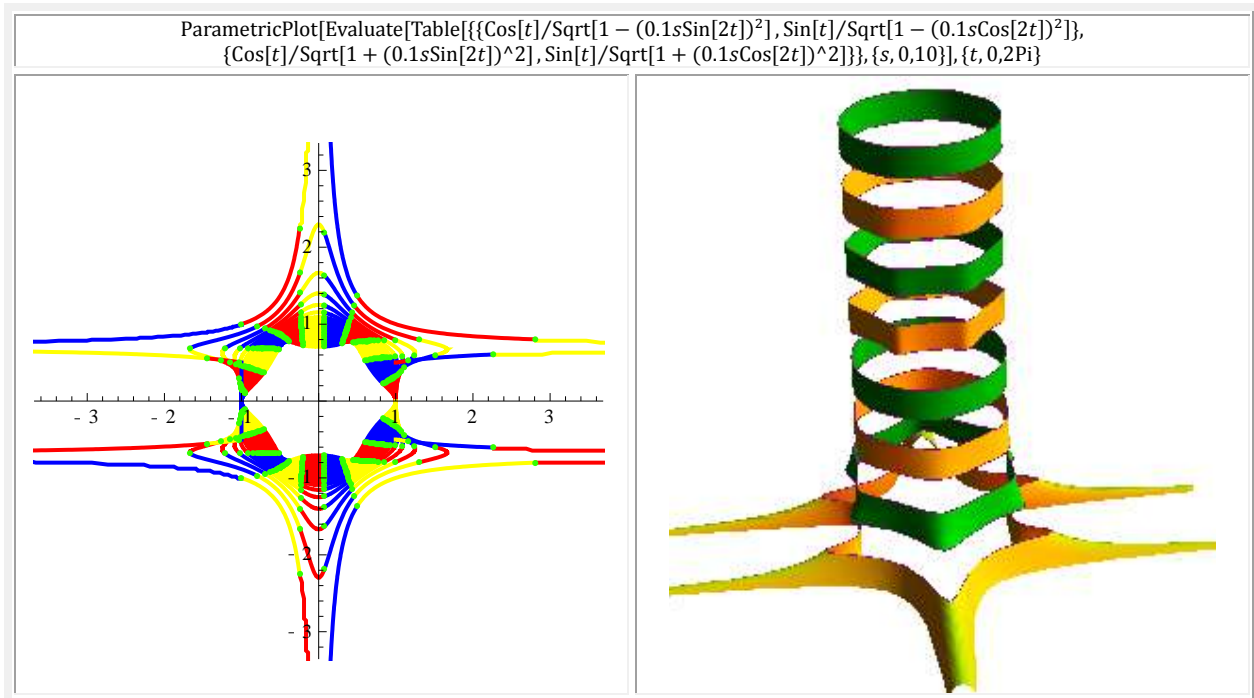 ParametricPlot[Evaluate[Table[{{Cos[t]/Sqrt[1 − (0.1sSin[2t])²], Sin[t]/Sqrt[1 − (0.1sCos[2t])²]},
{Cos[t]/Sqrt[1 + (0.1sSin[2t])^2], Sin[t]/Sqrt[1 + (0.1sCos[2t])^2]}}, {s, 0,10}], {t, 0,2Pi}
3
2
1
- 3 - 2 - 1 1 2 3
- 1
- 2
- 3